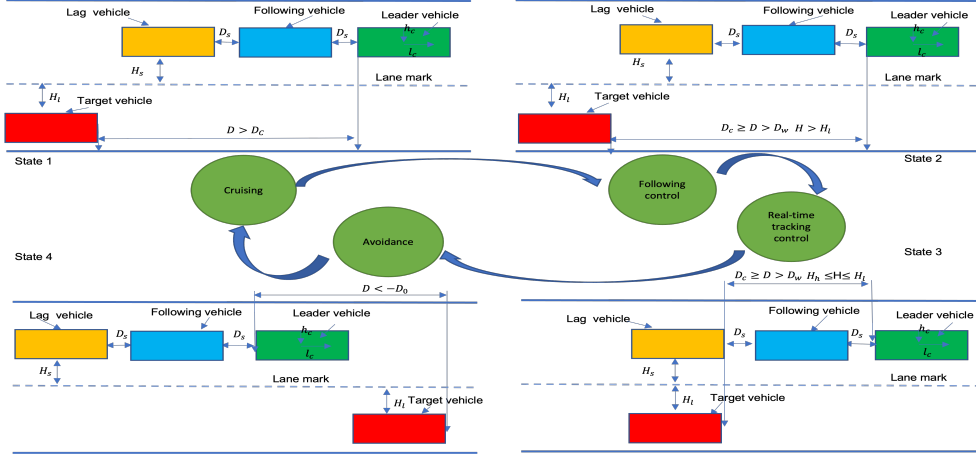 Lag vehicle
Following vehicle
Leader vehicle
D_s
D_s
h_c
l_c
H_s
Lane mark
H_l
Target vehicle
D > D_C
State 1
Lag vehicle
Following vehicle
Leader vehicle
D_s
D_s
h_c
l_c
H_s
Lane mark
H_l
Target vehicle
D_c ≥ D > D_w H > H_l
State 2
Cruising
Following
control
Real-time
tracking
control
Avoidance
State 4
D < −D_0
Lag vehicle
Following vehicle
Leader vehicle
D_s
D_s
h_c
l_c
H_s
Lane mark
H_l
Target vehicle
State 3
D_c ≥ D > D_w H_h ≤H≤ H_l
Lag vehicle
Following vehicle
Leader vehicle
D_s
D_s
h_c
l_c
H_s
Lane mark
H_l
Target vehicle